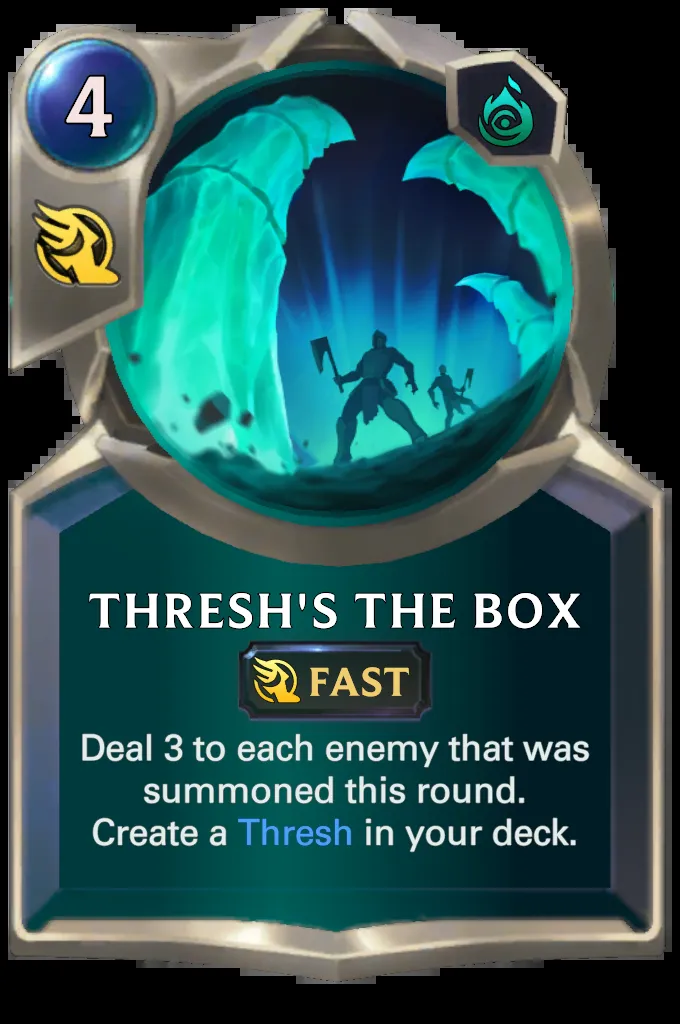 4
THRESH'S THE BOX
FAST
Deal 3 to each enemy that was
summoned this round.
Create a Thresh in your deck.